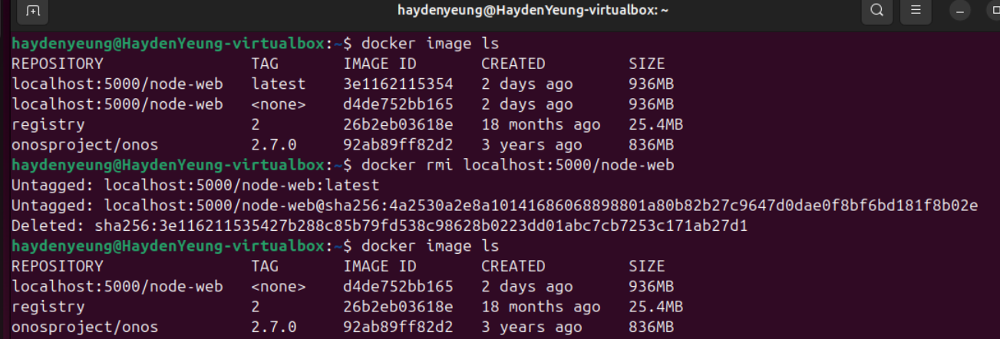 haydenyeung@HaydenYeung-virtualbox: ~
haydenyeung@HaydenYeung-virtualbox:~$ docker image ls
REPOSITORY TAG IMAGE ID CREATED SIZE
localhost:5000/node-web latest 3e1162115354 2 days ago 936MB
localhost:5000/node-web <none> d4de752bb165 2 days ago 936MB
registry 2 26b2eb03618e 18 months ago 25.4MB
onosproject/onos 2.7.0 92ab89ff82d2 3 years ago 836MB
haydenyeung@HaydenYeung-virtualbox:~$ docker rmi localhost:5000/node-web
Untagged: localhost:5000/node-web:latest
Untagged: localhost:5000/node-web@sha256:4a2530a2e8a10141686068898801a80b82b27c9647d0dae0f8bf6bd181f8b02e
Deleted: sha256:3e116211535427b288c85b79fd538c98628b0223dd01abc7cb7253c171ab27d1
haydenyeung@HaydenYeung-virtualbox:~$ docker image ls
REPOSITORY TAG IMAGE ID CREATED SIZE
localhost:5000/node-web <none> d4de752bb165 2 days ago 936MB
registry 2 26b2eb03618e 18 months ago 25.4MB
onosproject/onos 2.7.0 92ab89ff82d2 3 years ago 836MB